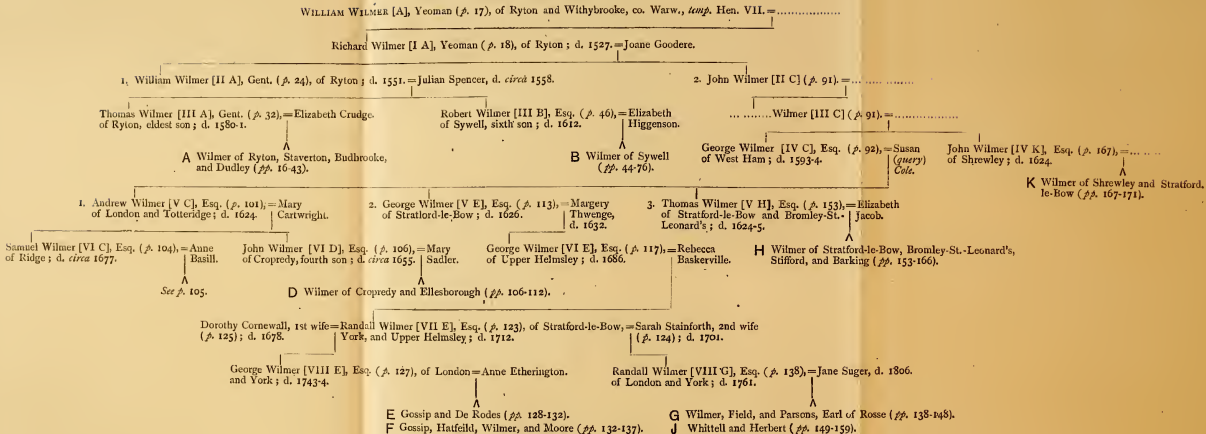 WILLIAM WILMER [A], Yeoman (p. 17), of Ryton and Withybrooke, co. Warw., temp. Hen. VII.=..................
Richard Wilmer [I A], Yeoman (p. 18), of Ryton ; d. 1527.=Joane Goodere.
1. William Wilmer [II A], Gent. (p. 24), of Ryton ; d. 1551.=Julian Spencer, d. circa 1558.
2. John Wilmer [II C] (p. 91). =... ...............
Thomas Wilmer [III A], Gent. (p. 32),=Elizabeth Crudge.
of Ryton, eldest son ; d. 1580-1.
Robert Wilmer [III B], Esq. (p. 46),=Elizabeth
of Sywell, sixth son ; d. 1612. Higgenson.
............Wilmer [III C] (p. 91).=..................
A Wilmer of Ryton, Staverton, Budbrooke,
and Dudley (pp. 16-43).
B Wilmer of Sywell
(pp. 44-76).
George Wilmer [IV C], Esq. (p. 92),=Susan
of West Ham ; d. 1593-4. (query)
Cole.
John Wilmer [IV K], Esq. (p. 167),=.......
of Shrewley ; d. 1624.
K Wilmer of Shrewley and Stratford-
le-Bow (pp. 167-171).
1. Andrew Wilmer [V C], Esq. (p. 101),=Mary
of London and Totteridge ; d. 1624. Cartwright.
2. George Wilmer [V E], Esq. (p. 113),=Margery
of Stratford-le-Bow ; d. 1626. Thwenge,
d. 1632.
3. Thomas Wilmer [V H], Esq. (p. 153),=Elizabeth
of Stratford-le-Bow and Bromley-St.- Jacob.
Leonard's ; d. 1624-5.
Samuel Wilmer [VI C], Esq. (p. 104),=Anne
of Ridge ; d. circa 1677. Basill.
John Wilmer [VI D], Esq. (p. 106),=Mary
of Cropredy, fourth son ; d. circa 1655. Sadler.
George Wilmer [VI E], Esq. (p. 117),=Rebecca
of Upper Helmsley ; d. 1686. Baskerville.
H Wilmer of Stratford-le-Bow, Bromley-St.-Leonard's,
Stifford, and Barking (pp. 153-166).
See p. 105.
D Wilmer of Cropredy and Ellesborough (pp. 106-112).
Dorothy Cornewall, 1st wife=Randall Wilmer [VII E], Esq. (p. 123), of Stratford-le-Bow,=Sarah Stainforth, 2nd wife
(p. 125) ; d. 1678. York, and Upper Helmsley ; d. 1712. (p. 124) ; d. 1701.
George Wilmer [VIII E], Esq. (p. 127), of London=Anne Etherington.
and York ; d. 1743-4.
Randall Wilmer [VIII G], Esq. (p. 138),=Jane Suger, d. 1806.
of London and York ; d. 1761.
E Gossip and De Rodes (pp. 128-132).
F Gossip, Hatfeild, Wilmer, and Moore (pp. 132-137).
G Wilmer, Field, and Parsons, Earl of Rosse (pp. 138-148).
J Whittell and Herbert (pp. 149-159).